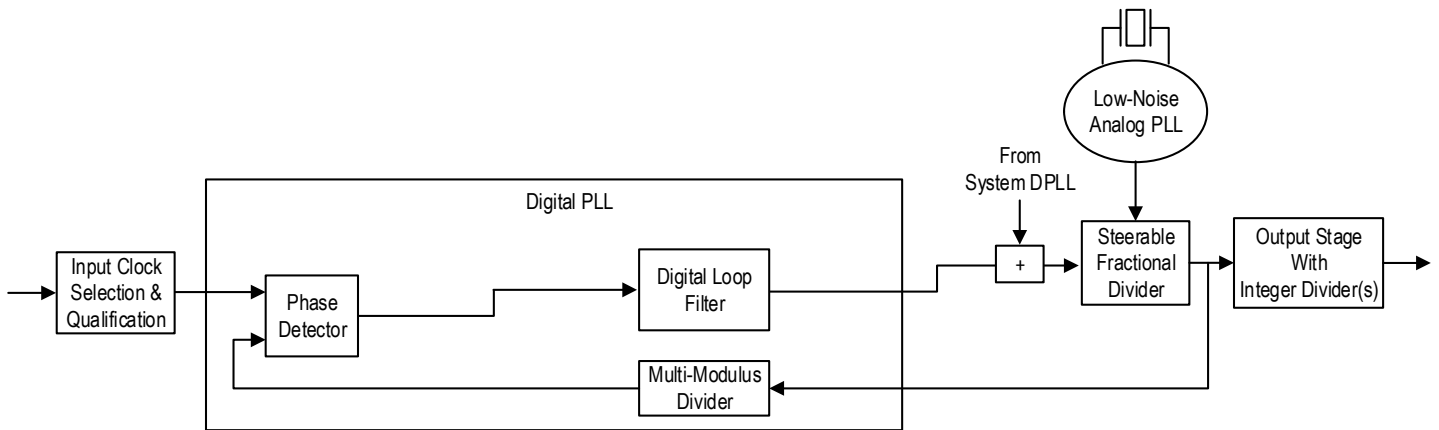 Low-Noise
Analog PLL
From
System DPLL
Digital PLL
Input Clock
Selection &
Qualification
Phase
Detector
Digital Loop
Filter
+
Steerable
Fractional
Divider
Output Stage
With
Integer Divider(s)
Multi-Modulus
Divider